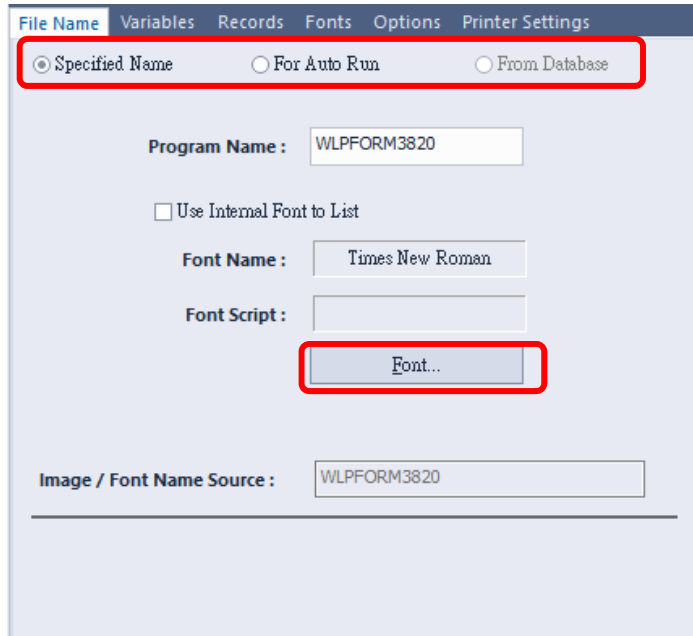 File Name Variables Records Fonts Options Printer Settings
Specified Name For Auto Run From Database
Program Name : WLPFORM3820
Use Internal Font to List
Font Name : Times New Roman
Font Script :
Font...
Image / Font Name Source : WLPFORM3820